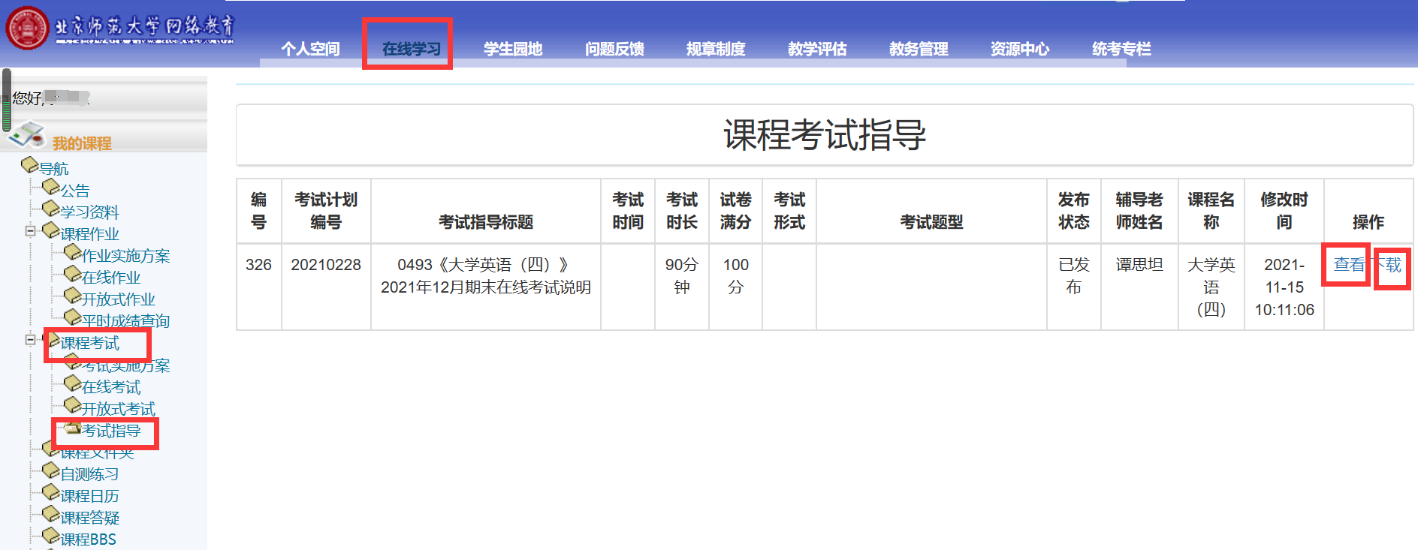 北京师范大学网络教育
个人空间 在线学习 学生园地 问题反馈 规章制度 教学评估 教务管理 资源中心 统考专栏
您好,
我的课程
导航
公告
学习资料
课程作业
作业实施方案
在线作业
开放式作业
平时成绩查询
课程考试
考试实施方案
在线考试
开放式考试
考试指导
课程文件夹
自测练习
课程日历
课程答疑
课程BBS
课程考试指导
编 考试计划 考试 考试 试卷 考试 发布 辅导老 课程名 修改时
号 编号 考试指导标题 时间 时长 满分 形式 考试题型 状态 师姓名 称 间 操作
326 20210228 0493《大学英语（四）》 90分 100 已发 谭思坦 大学英 2021- 查看 下载
2021年12月期末在线考试说明 钟 分 布 语 11-15
（四） 10:11:06